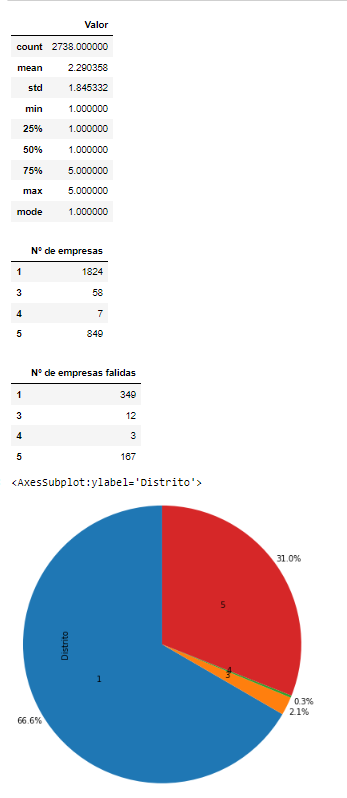 Valor
count 2738.000000
mean 2.290358
std 1.845332
min 1.000000
25% 1.000000
50% 1.000000
75% 5.000000
max 5.000000
mode 1.000000
Nº de empresas
1 1824
3 58
4 7
5 849
Nº de empresas falidas
1 349
3 12
4 3
5 167
<AxesSubplot:ylabel='Distrito'>
31.0%
5
Distrito
4
3
1
0.3%
2.1%
66.6%